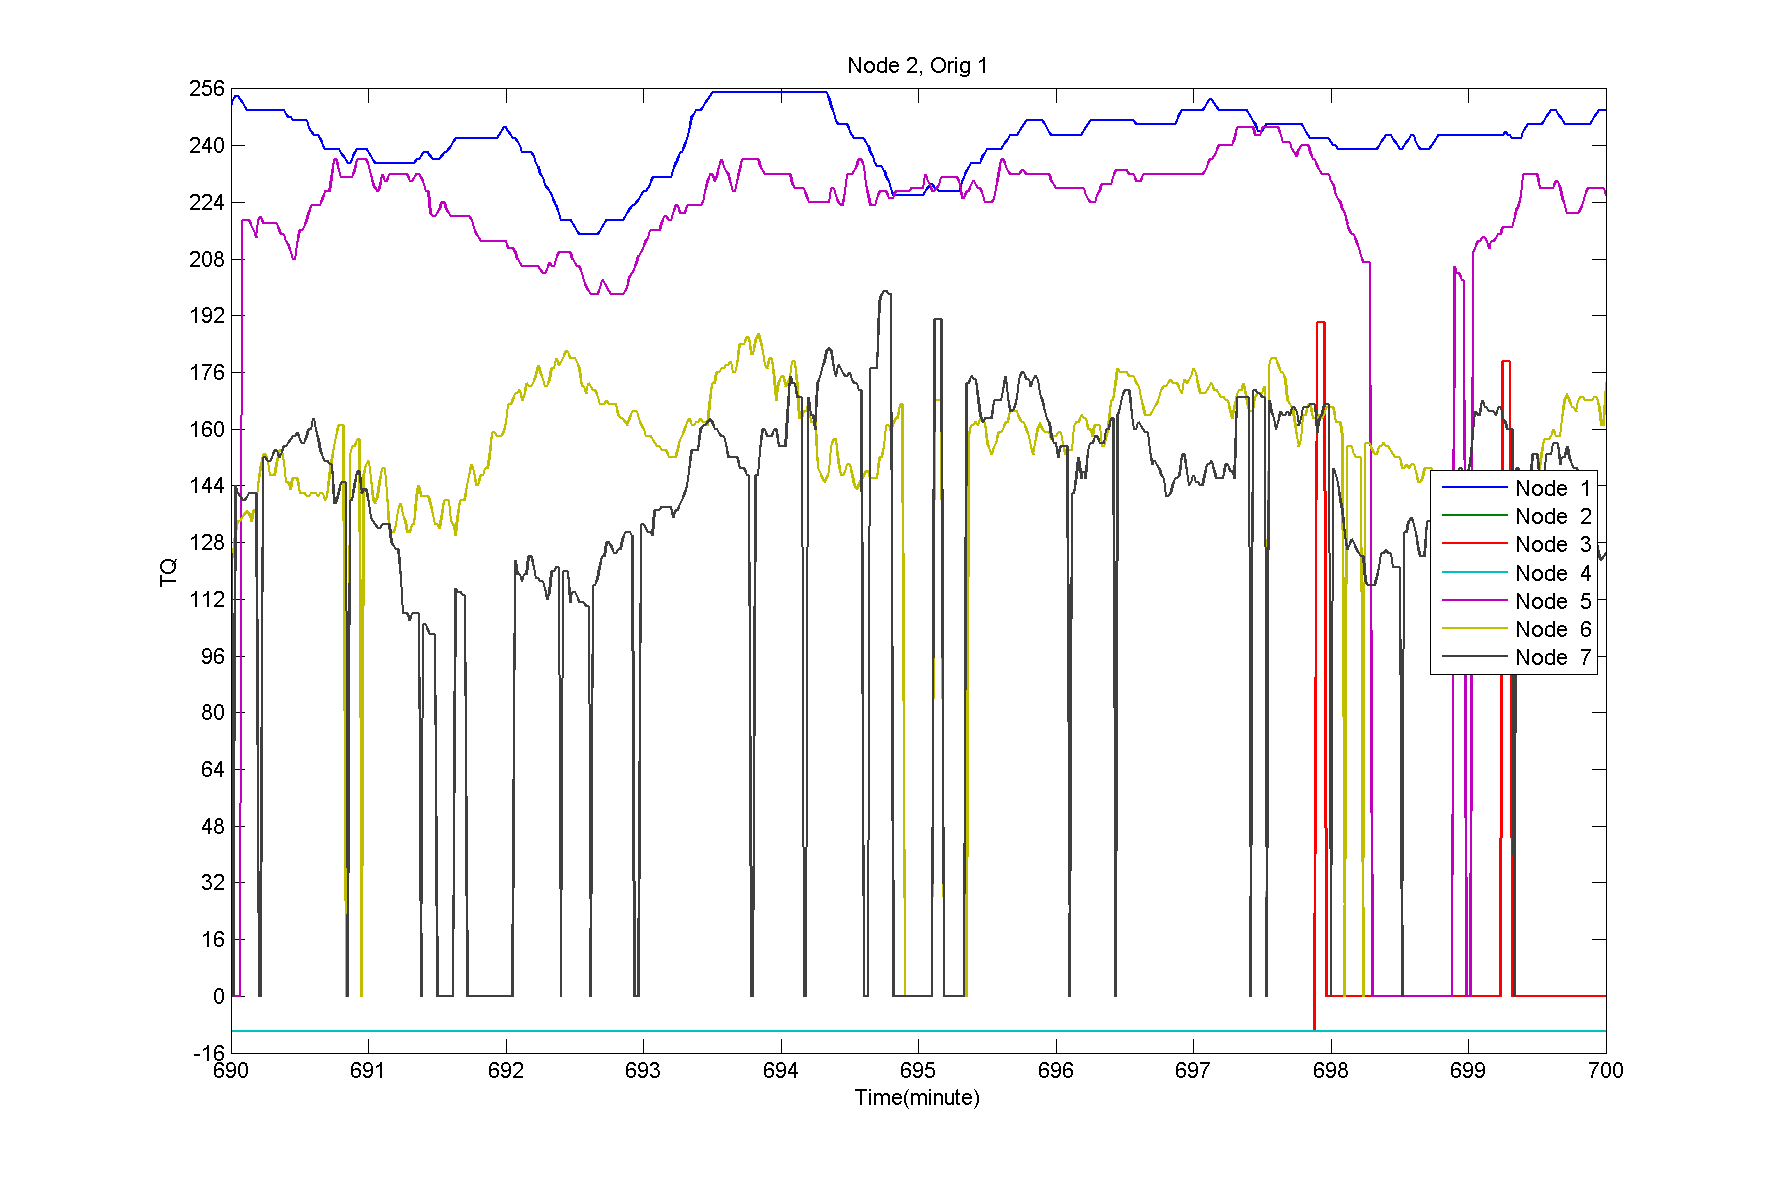 Node 2, Orig 1
256
240
224
208
192
176
160
144
128
112
96
80
64
48
32
16
0
-16
TQ
Node 1
Node 2
Node 3
Node 4
Node 5
Node 6
Node 7
690 691 692 693 694 695 696 697 698 699 700
Time(minute)